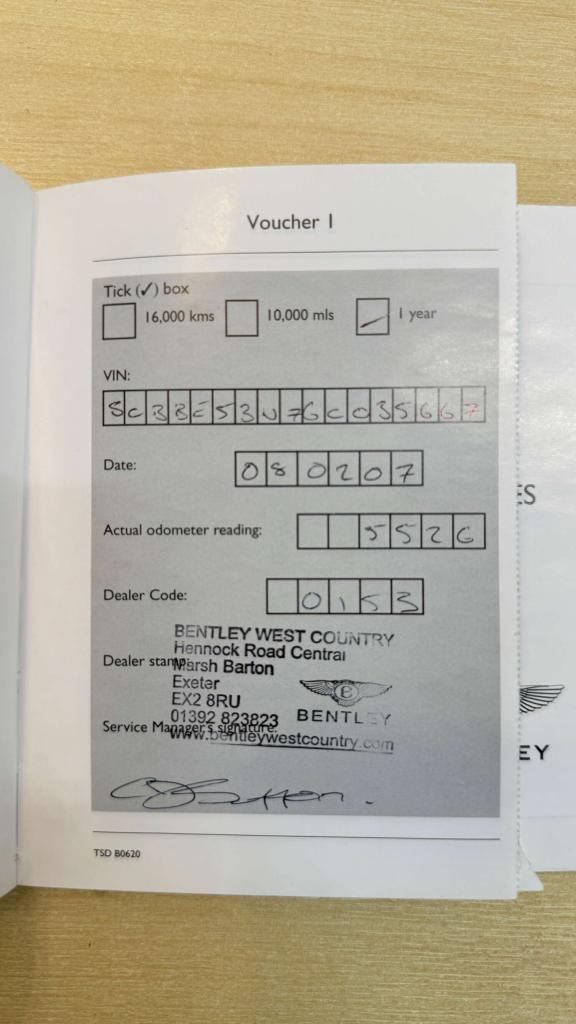 Voucher 1
Tick (✓) box
16,000 kms 10,000 mls 1 year
VIN:
SCBBE53W76C035667
Date:
080207
Actual odometer reading: 5526
Dealer Code: 0153
BENTLEY WEST COUNTRY
Hennock Road Central
Dealer stamp:
Marsh Barton
Exeter
EX2 8RU
01392 823823
BENTLEY
Service Manager's signature:
www.bentleywestcountry.com
TSD B0620
ES
EY